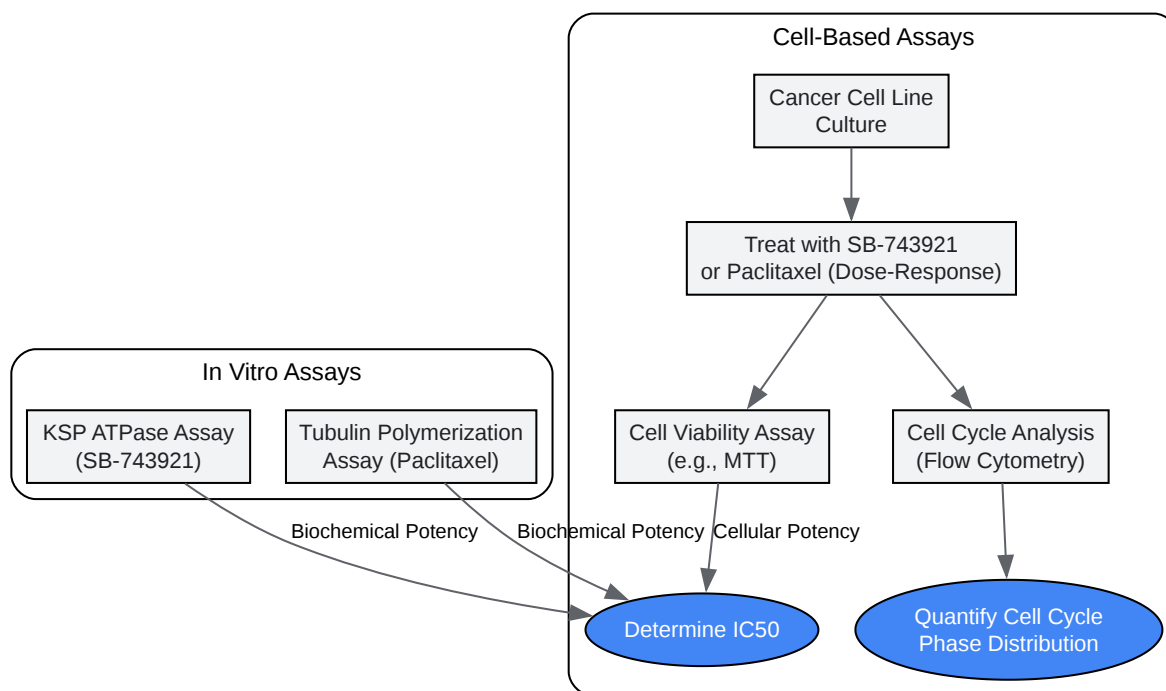 Cell-Based Assays
Cancer Cell Line
Culture
Treat with SB-743921
or Paclitaxel (Dose-Response)
In Vitro Assays
KSP ATPase Assay
(SB-743921)
Tubulin Polymerization
Assay (Paclitaxel)
Cell Viability Assay
(e.g., MTT)
Cell Cycle Analysis
(Flow Cytometry)
Biochemical Potency
Biochemical Potency
Cellular Potency
Determine IC50
Quantify Cell Cycle
Phase Distribution